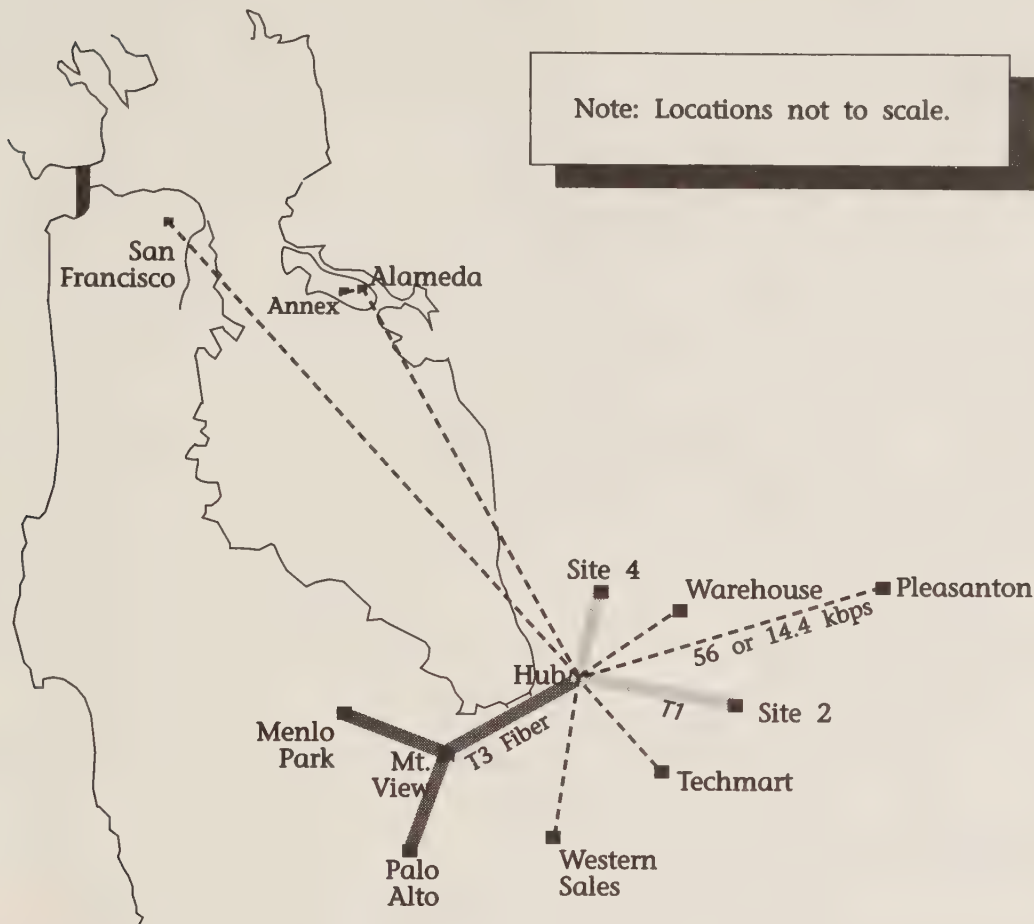 Note: Locations not to scale.
San
Francisco
Alameda
Annex
Site 4
Warehouse
Pleasanton
56 or 14.4 kbps
Hub
T1
Site 2
T3 Fiber
Menlo
Park
Mt.
View
Techmart
Palo
Alto
Western
Sales